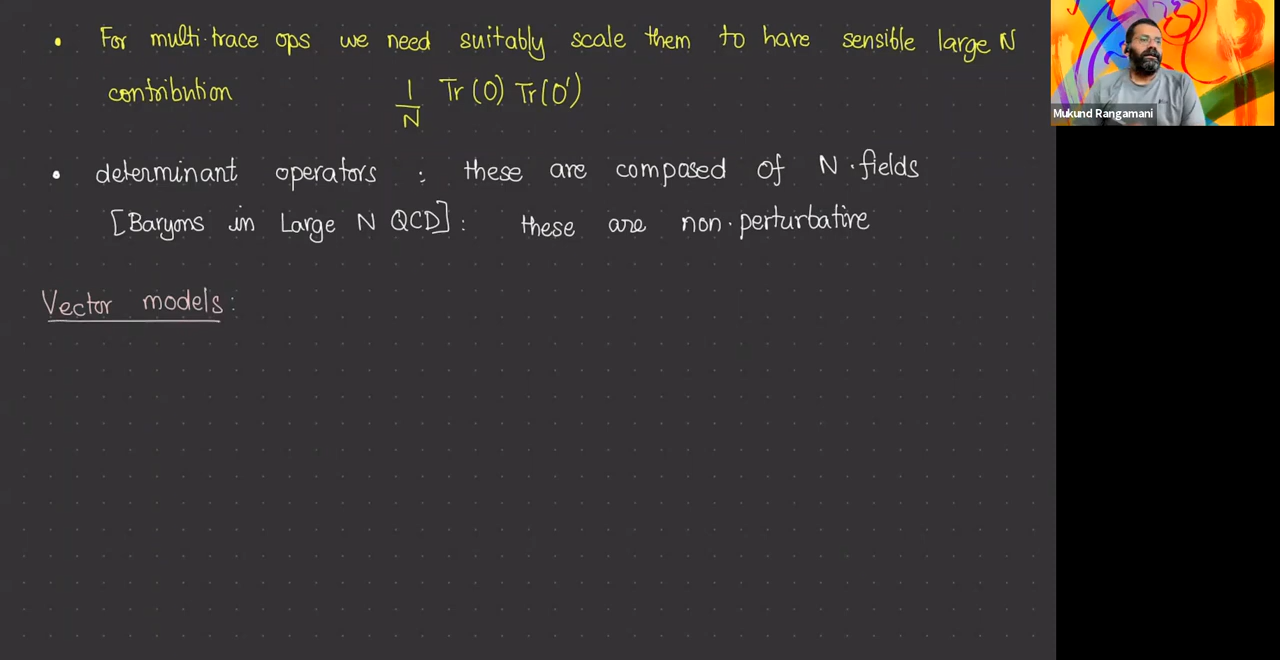 • For multi·trace ops we need suitably scale them to have sensible large N
contribution 1/N Tr(O) Tr(O')
• determinant operators : these are composed of N·fields
[Baryons in Large N QCD] : these are non·perturbative
Vector models:
Mukund Rangamani